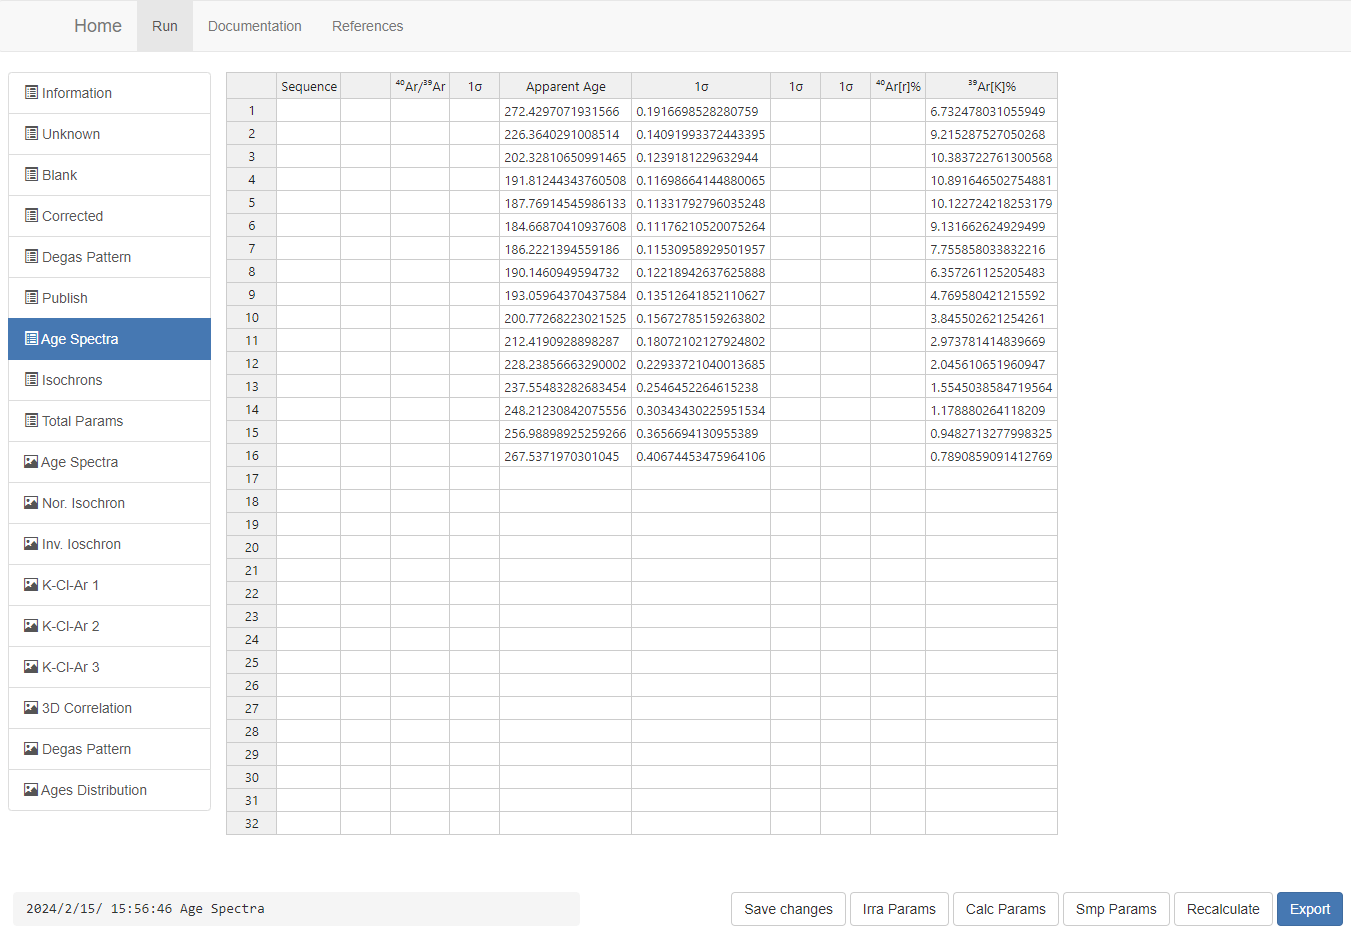 Home Run Documentation References
Information
Unknown
Blank
Corrected
Degas Pattern
Publish
Age Spectra
Isochrons
Total Params
Age Spectra
Nor. Isochron
Inv. Ioschron
K-Cl-Ar 1
K-Cl-Ar 2
K-Cl-Ar 3
3D Correlation
Degas Pattern
Ages Distribution
Sequence ⁴⁰Ar/³⁹Ar 1σ Apparent Age 1σ 1σ 1σ ⁴⁰Ar[r]% ³⁹Ar[K]%
1 272.4297071931566 0.1916698528280759 6.732478031055949
2 226.3640291008514 0.14091993372443395 9.215287527050268
3 202.32810650991465 0.1239181229632944 10.383722761300568
4 191.81244343760508 0.11698664144880065 10.891646502754881
5 187.76914545986133 0.11331792796035248 10.122724218253179
6 184.66870410937608 0.11176210520075264 9.131662624929499
7 186.2221394559186 0.11530958929501957 7.755858033832216
8 190.1460949594732 0.12218942637625888 6.357261125205483
9 193.05964370437584 0.13512641852110627 4.769580421215592
10 200.77268223021525 0.15672785159263802 3.845502621254261
11 212.4190928898287 0.18072102127924802 2.973781414839669
12 228.23856663290002 0.22933721040013685 2.045610651960947
13 237.55483282683454 0.2546452264615238 1.5545038584719564
14 248.21230842075556 0.30343430225951534 1.178880264118209
15 256.98898925259266 0.3656694130955389 0.9482713277998325
16 267.5371970301045 0.40674453475964106 0.7890859091412769
17
18
19
20
21
22
23
24
25
26
27
28
29
30
31
32
2024/2/15/ 15:56:46 Age Spectra
Save changes Irra Params Calc Params Smp Params Recalculate Export